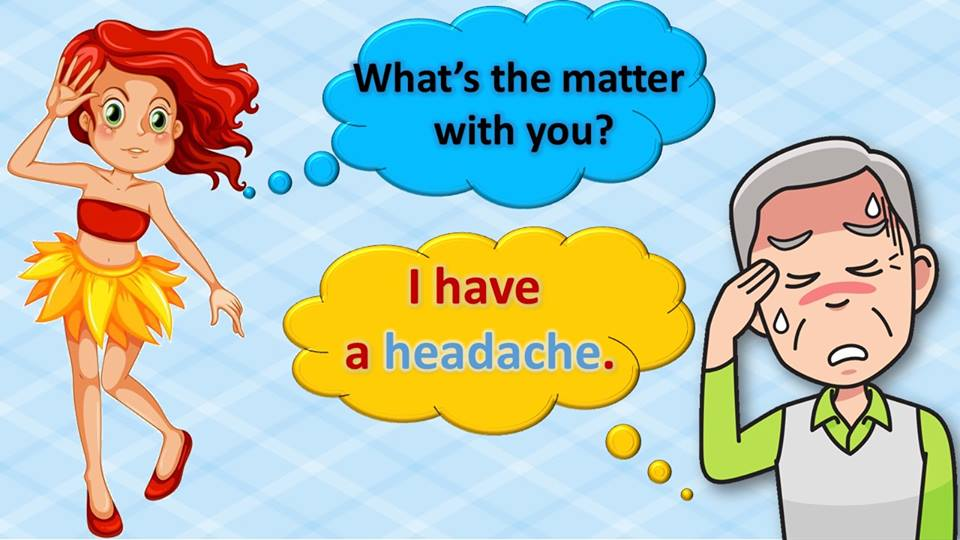 What’s the matter
with you?
I have
a headache.